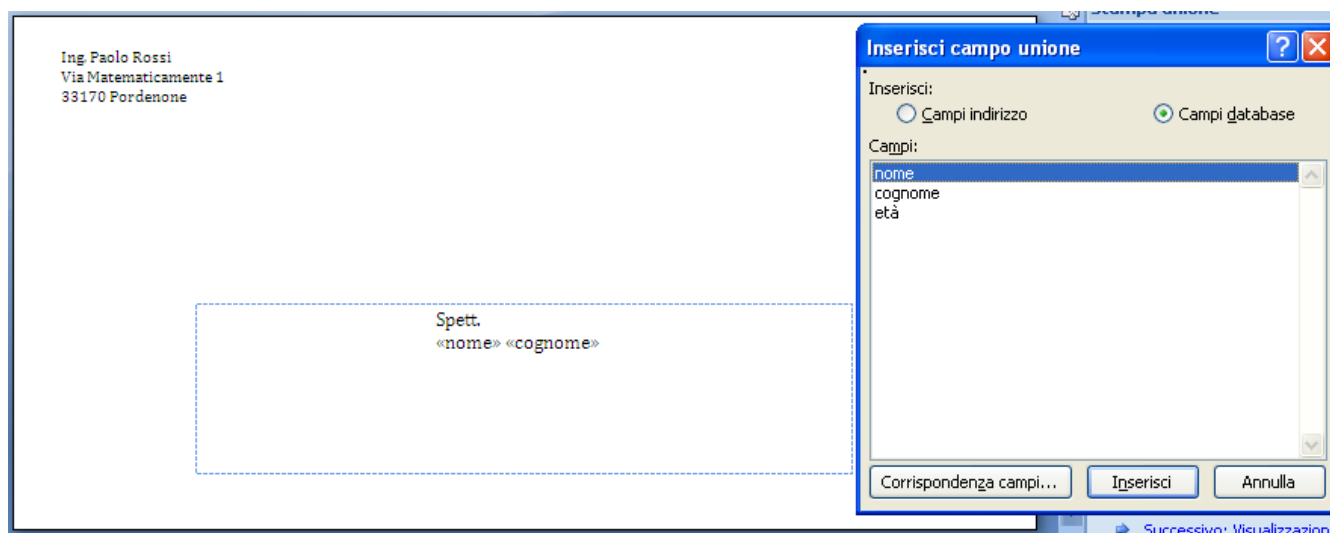 Stampa unione
Ing. Paolo Rossi
Via Matematicamente 1
33170 Pordenone
Spett.
«nome» «cognome»
Inserisci campo unione
Inserisci:
Campi indirizzo
Campi database
Campi:
nome
cognome
età
Corrispondenza campi...
Inserisci
Annulla
Successivo: Visualizzazion